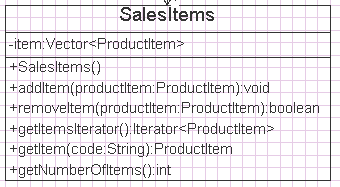 SalesItems
-item:Vector<ProductItem>
+SalesItems()
+addItem(productItem:ProductItem):void
+removeItem(productItem:ProductItem):boolean
+getItemsIterator():Iterator<ProductItem>
+getItem(code:String):ProductItem
+getNumberOfItems():int